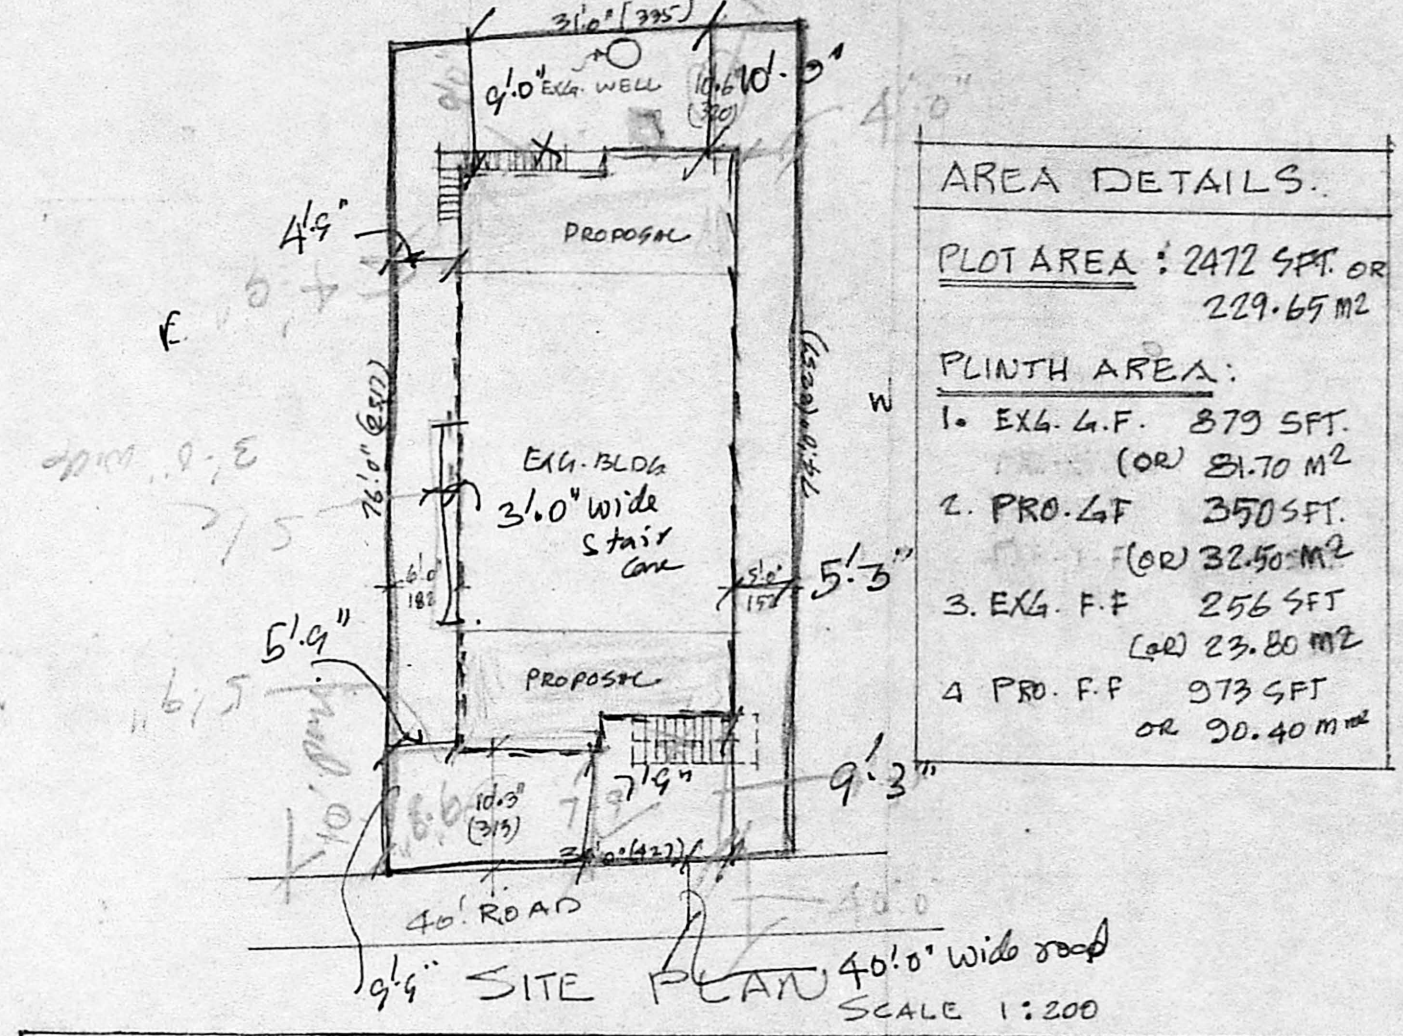 31'.0" (335)
9'.0"
EXG. WELL
10.6
(320)
10'-9"
4'.0"
4'.9"
PROPOSAL
E.
W
76'.0"
EXG. BLDG
3'.0" wide
Stair
Case
6'.0"
182
5'.0"
152
5'-3"
5'.9"
PROPOSAL
10'.3"
(313)
7'.9"
9'.3"
(427)
40'. ROAD
40'.0" wide road
9'.9"
SITE PLAN
SCALE 1:200
AREA DETAILS.
PLOT AREA : 2472 SFT. OR
229.65 M2
PLINTH AREA :
1. EXG. G.F. 879 SFT.
(OR) 81.70 M2
2. PRO. GF 350 SFT.
(OR) 32.50 M2
3. EXG. F.F 256 SFT
(OR) 23.80 M2
4 PRO. F.F 973 SFT
OR 90.40 M